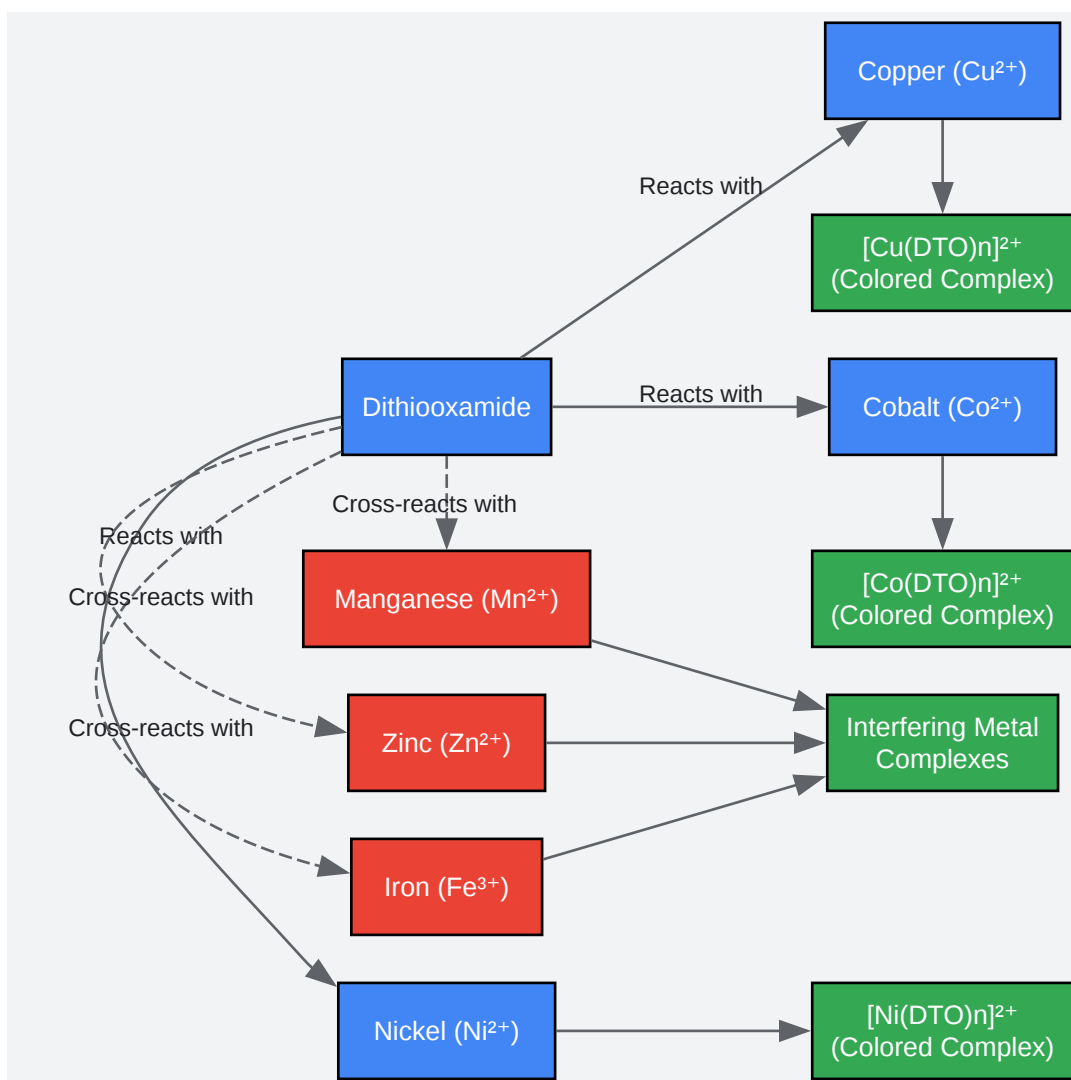 Copper (Cu²⁺)
Reacts with
[Cu(DTO)n]²⁺
(Colored Complex)
Dithiooxamide
Reacts with
Cobalt (Co²⁺)
Cross-reacts with
Reacts with
Manganese (Mn²⁺)
Cross-reacts with
[Co(DTO)n]²⁺
(Colored Complex)
Cross-reacts with
Zinc (Zn²⁺)
Interfering Metal
Complexes
Iron (Fe³⁺)
Nickel (Ni²⁺)
[Ni(DTO)n]²⁺
(Colored Complex)